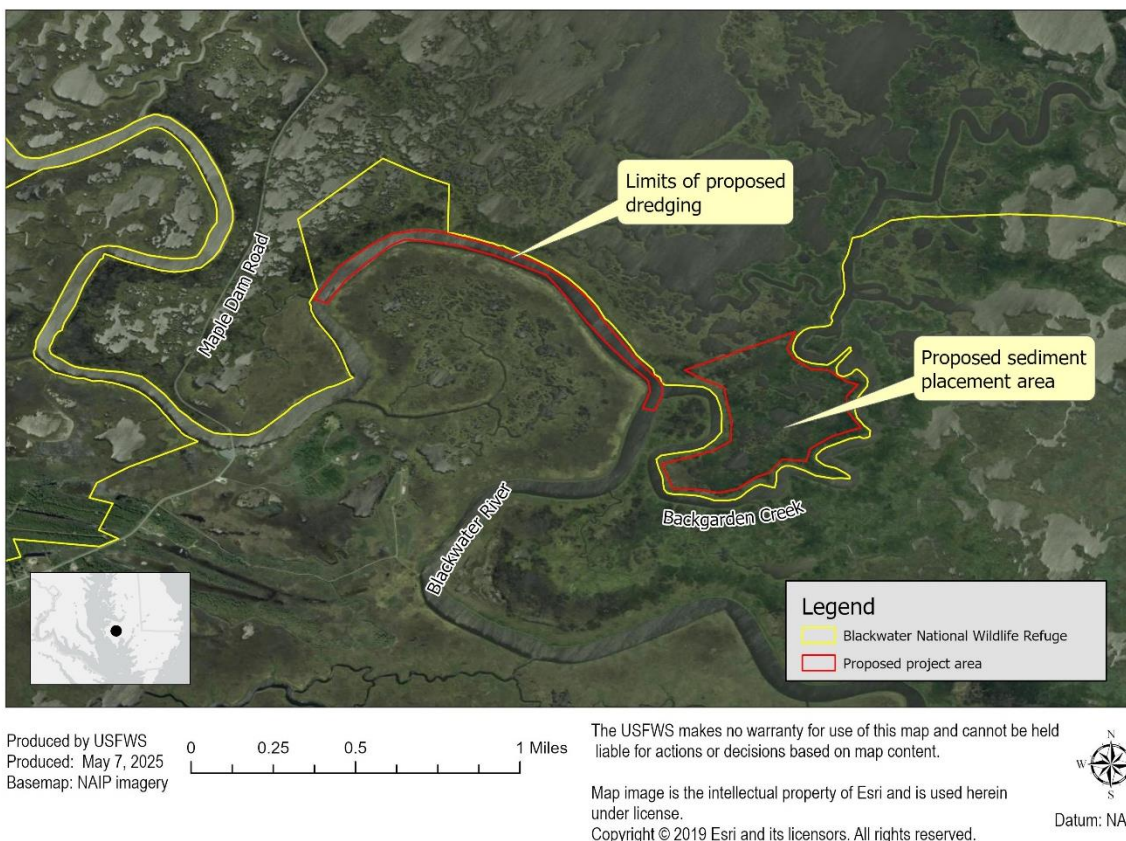 Limits of proposed
dredging
Maple Dam Road
Proposed sediment
placement area
Blackwater River
Backgarden Creek
Legend
Blackwater National Wildlife Refuge
Proposed project area
Produced by USFWS
Produced: May 7, 2025
Basemap: NAIP imagery
0 0.25 0.5 1 Miles
The USFWS makes no warranty for use of this map and cannot be held
liable for actions or decisions based on map content.
Map image is the intellectual property of Esri and is used herein
under license.
Copyright © 2019 Esri and its licensors. All rights reserved.
N
W
S
Datum: NA